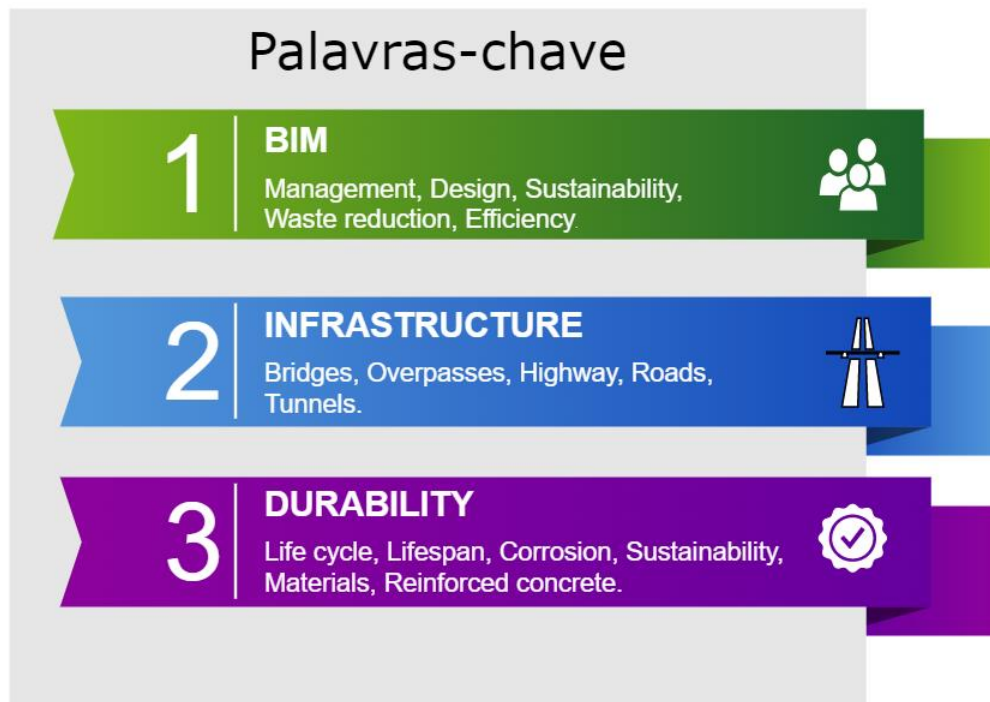 Palavras-chave
1
BIM
Management, Design, Sustainability,
Waste reduction, Efficiency.
2
INFRASTRUCTURE
Bridges, Overpasses, Highway, Roads,
Tunnels.
3
DURABILITY
Life cycle, Lifespan, Corrosion, Sustainability,
Materials, Reinforced concrete.